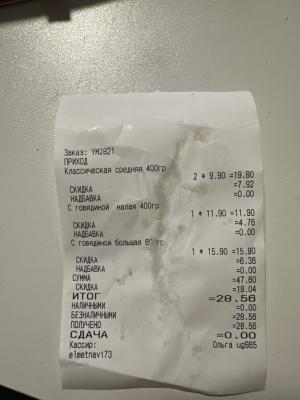 Заказ: YM2821
ПРИХОД
Классическая средняя 400гр
2 * 9.90 =19.80
СКИДКА =7.92
НАДБАВКА =0.00
С говядиной малая 400гр
1 * 11.90 =11.90
СКИДКА =4.76
НАДБАВКА =0.00
С говядиной большая
1 * 15.90 =15.90
СКИДКА =6.36
НАДБАВКА =0.00
СУММА =47.60
СКИДКА =19.04
ИТОГ =28.56
НАЛИЧНЫМИ =0.00
БЕЗНАЛИЧНЫМИ =28.56
ПОЛУЧЕНО =28.56
СДАЧА =0.00
Кассир: Ольга ug985
elmetnavi73